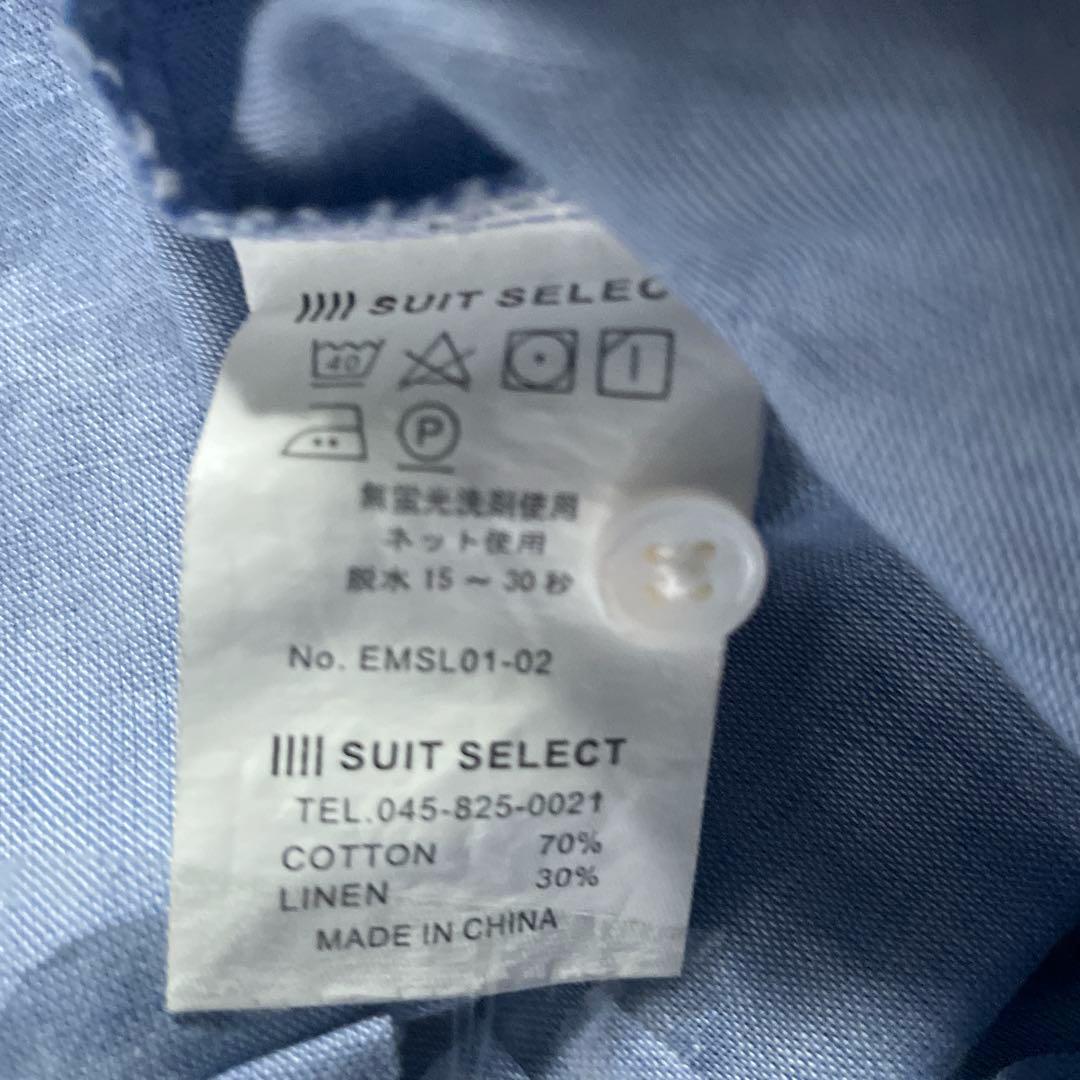 SUIT SELEC
40
P
無蛍光洗剤使用
ネット使用
脱水 15 ~ 30 秒
No. EMSL01-02
SUIT SELECT
TEL.045-825-0021
COTTON 70%
LINEN 30%
MADE IN CHINA